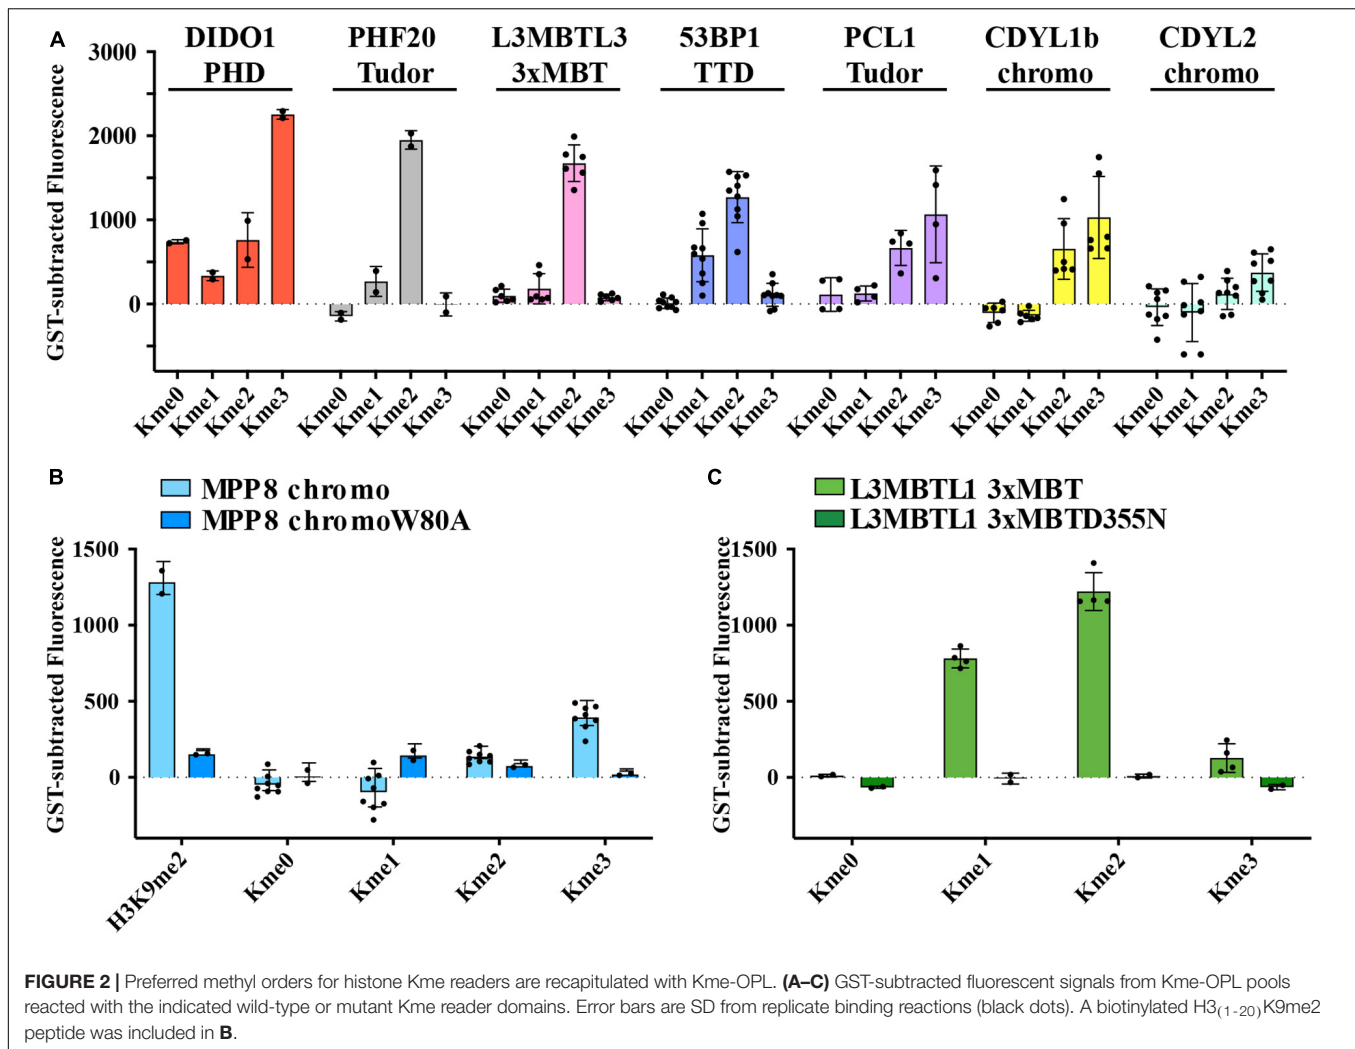 A
DIDO1 PHD
PHF20 Tudor
L3MBTL3 3xMBT
53BP1 TTD
PCL1 Tudor
CDYL1b chromo
CDYL2 chromo
GST-subtracted Fluorescence
3000
2000
1000
0
Kme0 Kme1 Kme2 Kme3
Kme0 Kme1 Kme2 Kme3
Kme0 Kme1 Kme2 Kme3
Kme0 Kme1 Kme2 Kme3
Kme0 Kme1 Kme2 Kme3
Kme0 Kme1 Kme2 Kme3
Kme0 Kme1 Kme2 Kme3
B
MPP8 chromo
MPP8 chromoW80A
GST-subtracted Fluorescence
1500
1000
500
0
H3K9me2 Kme0 Kme1 Kme2 Kme3
C
L3MBTL1 3xMBT
L3MBTL1 3xMBTD355N
GST-subtracted Fluorescence
1500
1000
500
0
Kme0 Kme1 Kme2 Kme3
FIGURE 2 | Preferred methyl orders for histone Kme readers are recapitulated with Kme-OPL. (A–C) GST-subtracted fluorescent signals from Kme-OPL pools
reacted with the indicated wild-type or mutant Kme reader domains. Error bars are SD from replicate binding reactions (black dots). A biotinylated H3(1-20)K9me2
peptide was included in B.